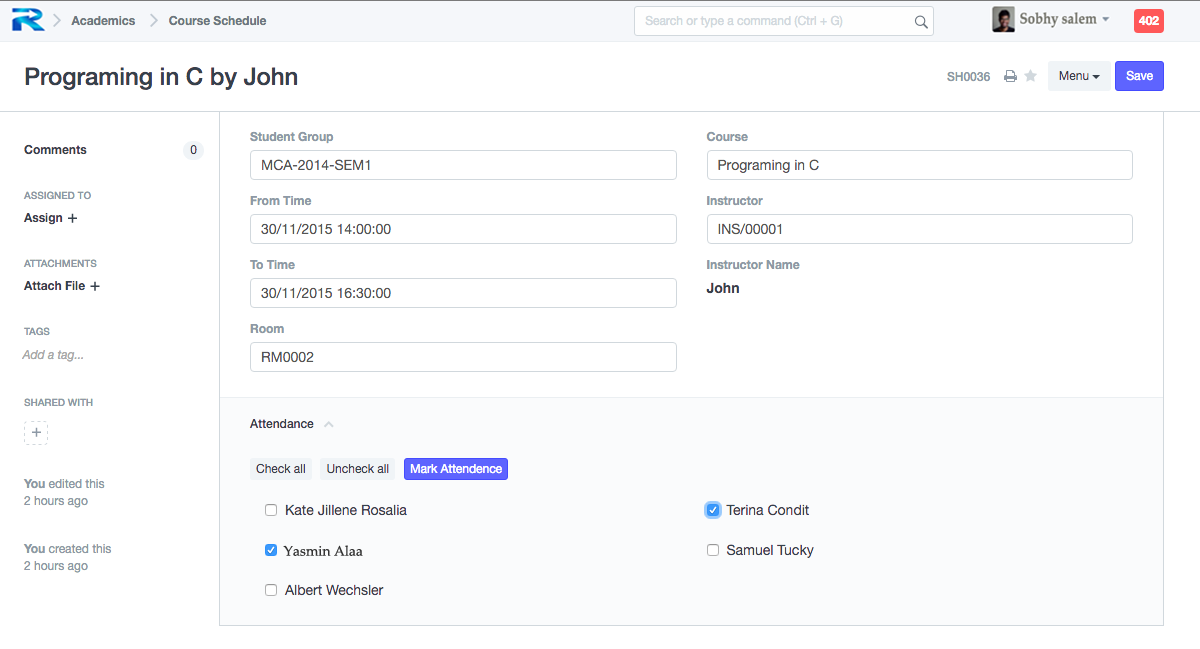 R Academics Course Schedule Search or type a command (Ctrl + G) Sobhy salem 402
Programing in C by John SH0036 Menu Save
Comments 0
ASSIGNED TO
Assign +
ATTACHMENTS
Attach File +
TAGS
Add a tag...
SHARED WITH
+
You edited this
2 hours ago
You created this
2 hours ago
Student Group
MCA-2014-SEM1
From Time
30/11/2015 14:00:00
To Time
30/11/2015 16:30:00
Room
RM0002
Course
Programing in C
Instructor
INS/00001
Instructor Name
John
Attendance
Check all Uncheck all Mark Attendence
Kate Jillene Rosalia Terina Condit
Yasmin Alaa Samuel Tucky
Albert Wechsler